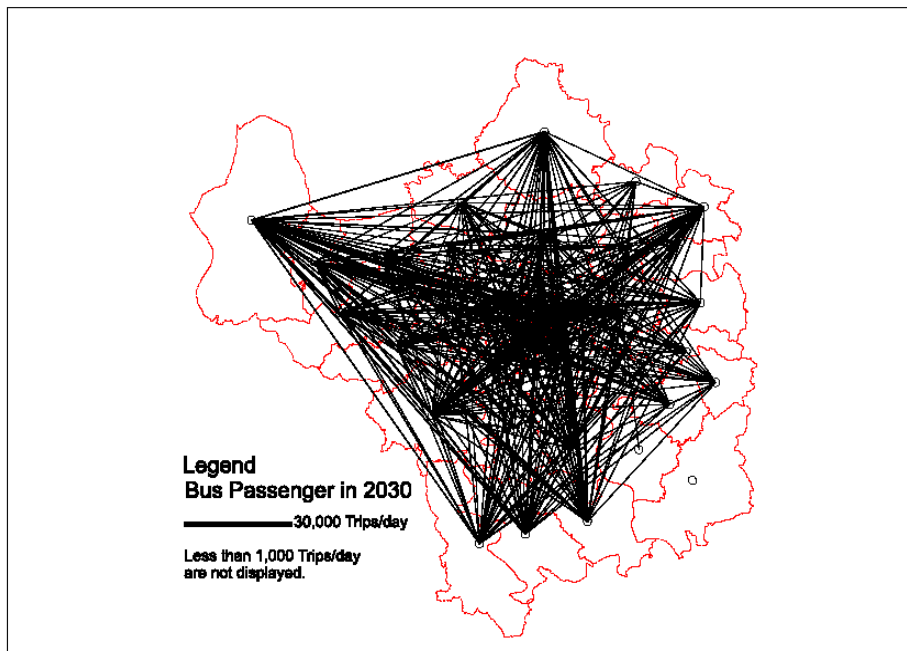 Legend
Bus Passenger in 2030
30,000 Trips/day
Less than 1,000 Trips/day
are not displayed.